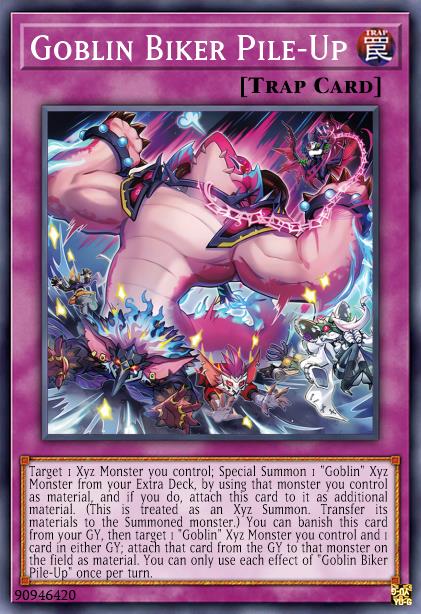 Goblin Biker Pile-Up
TRAP
罠
[Trap Card]
Target 1 Xyz Monster you control; Special Summon 1 "Goblin" Xyz
Monster from your Extra Deck, by using that monster you control
as material, and if you do, attach this card to it as additional
material. (This is treated as an Xyz Summon. Transfer its
materials to the Summoned monster.) You can banish this card
from your GY, then target 1 "Goblin" Xyz Monster you control and 1
card in either GY; attach that card from the GY to that monster on
the field as material. You can only use each effect of "Goblin Biker
Pile-Up" once per turn.
90946420